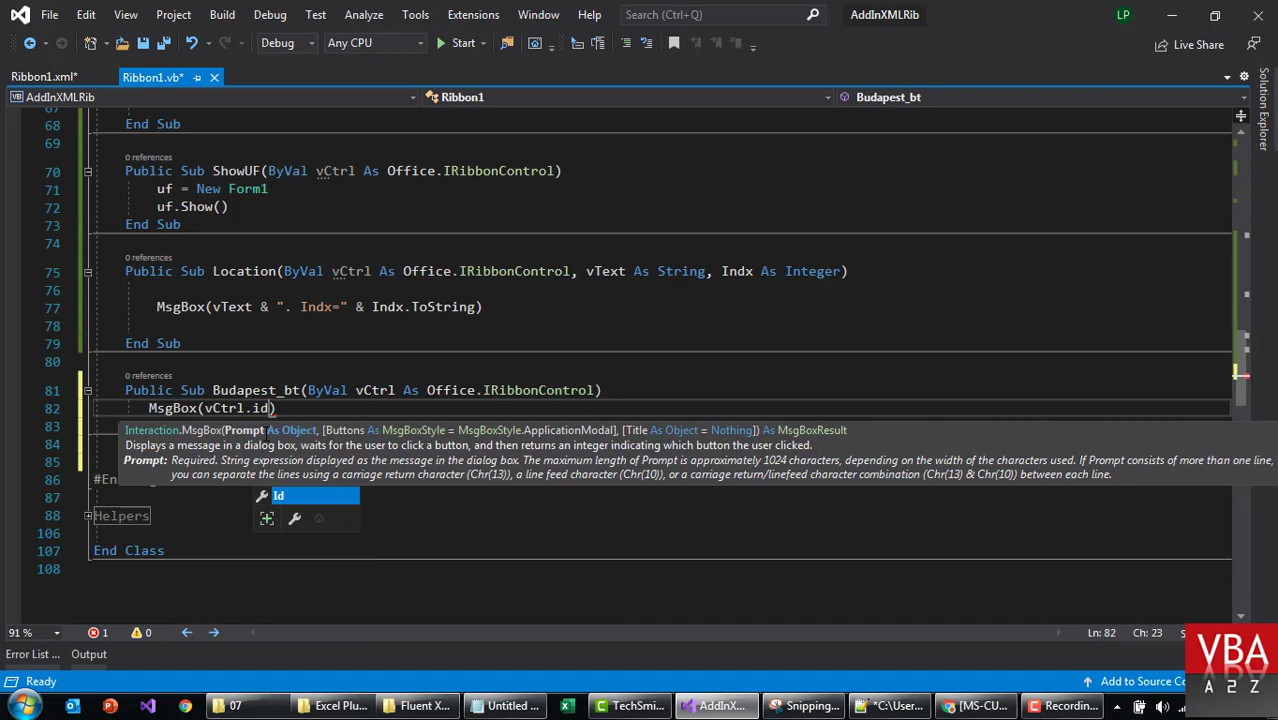 File Edit View Project Build Debug Test Analyze Tools Extensions Window Help Search (Ctrl+Q) AddInXMLRib LP
Debug Any CPU Start Live Share
Ribbon1.xml* Ribbon1.vb*
VB AddInXMLRib Ribbon1 Budapest_bt
Solution Explorer
67
68 End Sub
69
0 references
70 Public Sub ShowUF(ByVal vCtrl As Office.IRibbonControl)
71 uf = New Form1
72 uf.Show()
73 End Sub
74
0 references
75 Public Sub Location(ByVal vCtrl As Office.IRibbonControl, vText As String, Indx As Integer)
76
77 MsgBox(vText & ". Indx=" & Indx.ToString)
78
79 End Sub
80
0 references
81 Public Sub Budapest_bt(ByVal vCtrl As Office.IRibbonControl)
82 MsgBox(vCtrl.id)
83
84
85
Interaction.MsgBox(Prompt As Object, [Buttons As MsgBoxStyle = MsgBoxStyle.ApplicationModal], [Title As Object = Nothing]) As MsgBoxResult
Displays a message in a dialog box, waits for the user to click a button, and then returns an integer indicating which button the user clicked.
Prompt: Required. String expression displayed as the message in the dialog box. The maximum length of Prompt is approximately 1024 characters, depending on the width of the characters used. If Prompt consists of more than one line,
you can separate the lines using a carriage return character (Chr(13)), a line feed character (Chr(10)), or a carriage return/linefeed character combination (Chr(13) & Chr(10)) between each line.
86 #En
Id
87
88 Helpers
106
107 End Class
108
91 % 1 0 Ln: 82 Ch: 23
Error List ... Output
Ready Add to Source
07 Excel Plu... Fluent X... Untitled ... TechSmi... AddInX... Snipping... *C:\User... [MS-CU... Recordin...
VBA
A 2 Z